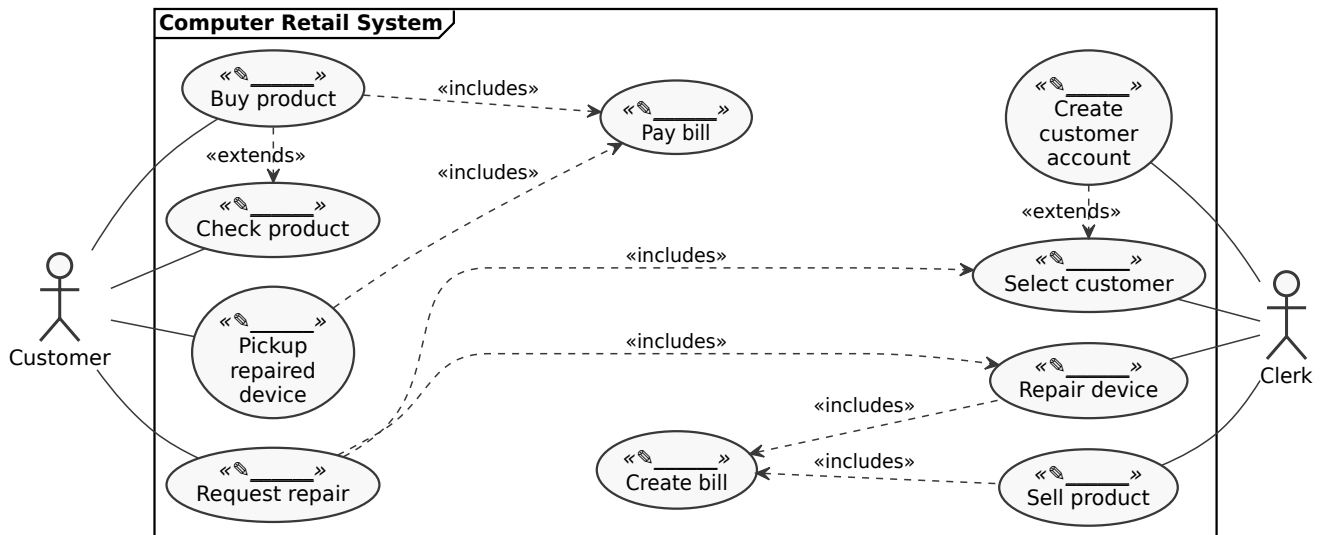 Computer Retail System
«✎______»
Buy product
«includes»
«✎______»
Pay bill
«✎______»
Create
customer
account
«extends»
«includes»
«✎______»
Check product
«extends»
«includes»
«✎______»
Select customer
«✎______»
Pickup
repaired
device
«includes»
«✎______»
Repair device
Customer
Clerk
«includes»
«✎______»
Request repair
«✎______»
Create bill
«includes»
«✎______»
Sell product